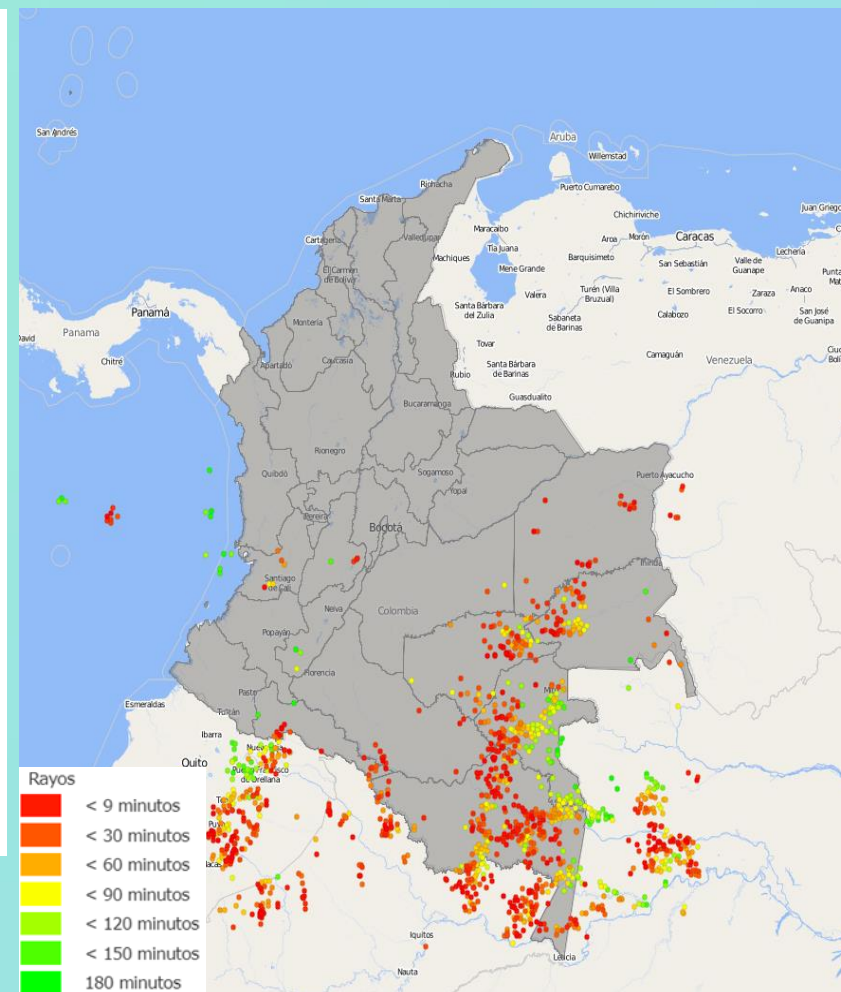 San Andrés
Aruba
Willemstad
Riohacha
Puerto Cumarebo
Santa Marta
Juan Griego
Chichiriviche
Cartagena
Valledupar
Maracaibo
Aroa
Morón
Caracas
Tía Juana
Lechería
Machiques
Barquisimeto
San Sebastián
Valle de
Guanape
El Carmen
de Bolívar
Mene Grande
Anaco
Valera
Turén (Villa
Bruzual)
El Sombrero
Zaraza
Santa Bárbara
del Zulia
Sabaneta
de Barinas
Calabozo
El Socorro
San José
de Guanipa
Panamá
Montería
David
Panama
Chitré
Tovar
Camaguán
Venezuela
Apartadó
Caucasia
Rubio
Santa Bárbara
de Barinas
Guasdualito
Bucaramanga
Rionegro
Quibdó
Sogamoso
Yopal
Puerto Ayacucho
Pereira
Bogotá
Santiago
de Cali
Neiva
Colombia
Popayán
Florencia
Esmeraldas
Pasto
Tulcán
Ibarra
Quito
de Orellana
Iquitos
Nauta
Leticia
Rayos
< 9 minutos
< 30 minutos
< 60 minutos
< 90 minutos
< 120 minutos
< 150 minutos
180 minutos